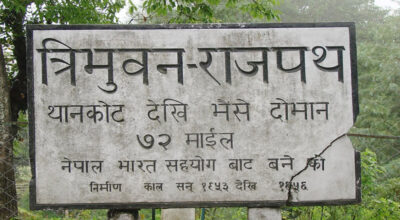 त्रिभुवन-राजपथ
थानकोट देखि भैसे दोभान
७२ माईल
नेपाल भारत सहयोग बाट बने को
निर्माण काल सन् १९५३ देखि १९५६